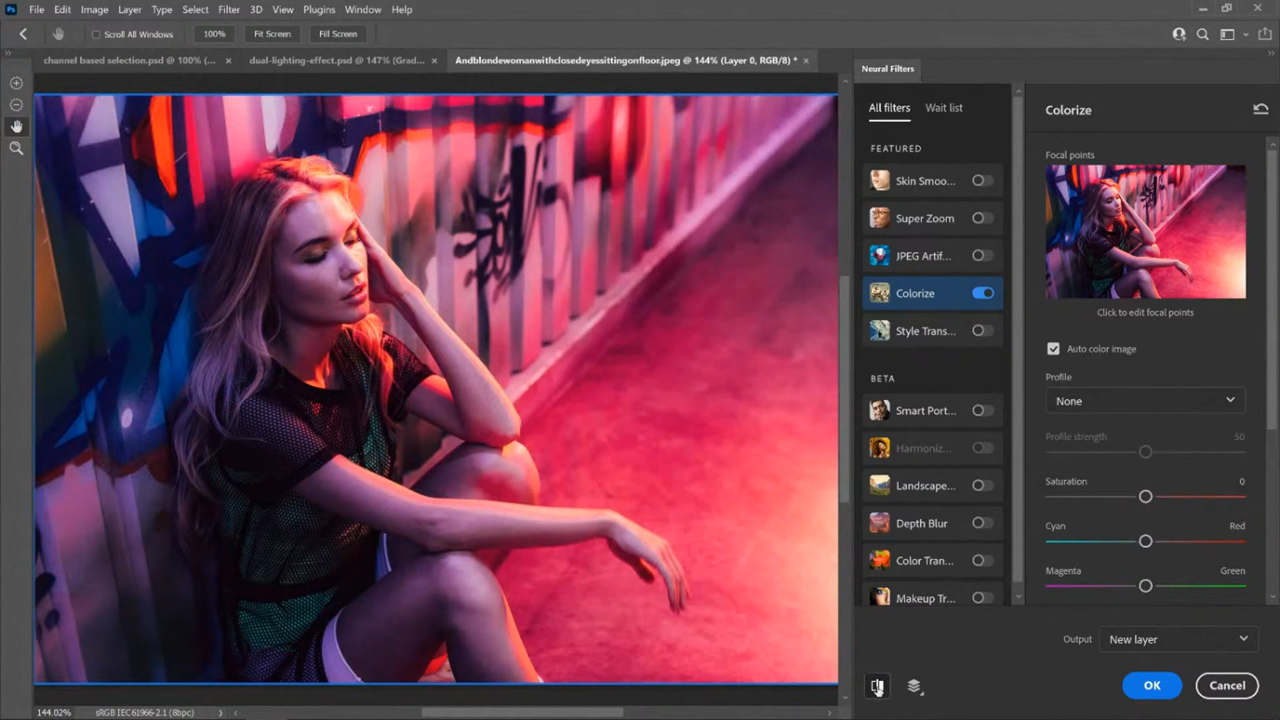 Ps File Edit Image Layer Type Select Filter 3D View Plugins Window Help
Scroll All Windows 100% Fit Screen Fill Screen
channel based selection.psd @ 100% (... × dual-lighting-effect.psd @ 147% (Grad... × AndblondewomanwithclosedeyessittingonfIoor.jpeg @ 144% (Layer 0, RGB/8) * ×
Neural Filters
All filters Wait list
FEATURED
Skin Smoo...
Super Zoom
JPEG Artif...
Colorize
Style Trans...
BETA
Smart Port...
Harmoniz...
Landscape...
Depth Blur
Color Tran...
Makeup Tr...
Colorize
Focal points
Click to edit focal points
Auto color image
Profile
None
Profile strength 50
Saturation 0
Cyan Red
Magenta Green
Output New layer
OK Cancel
144.02% sRGB IEC61966-2.1 (8bpc)